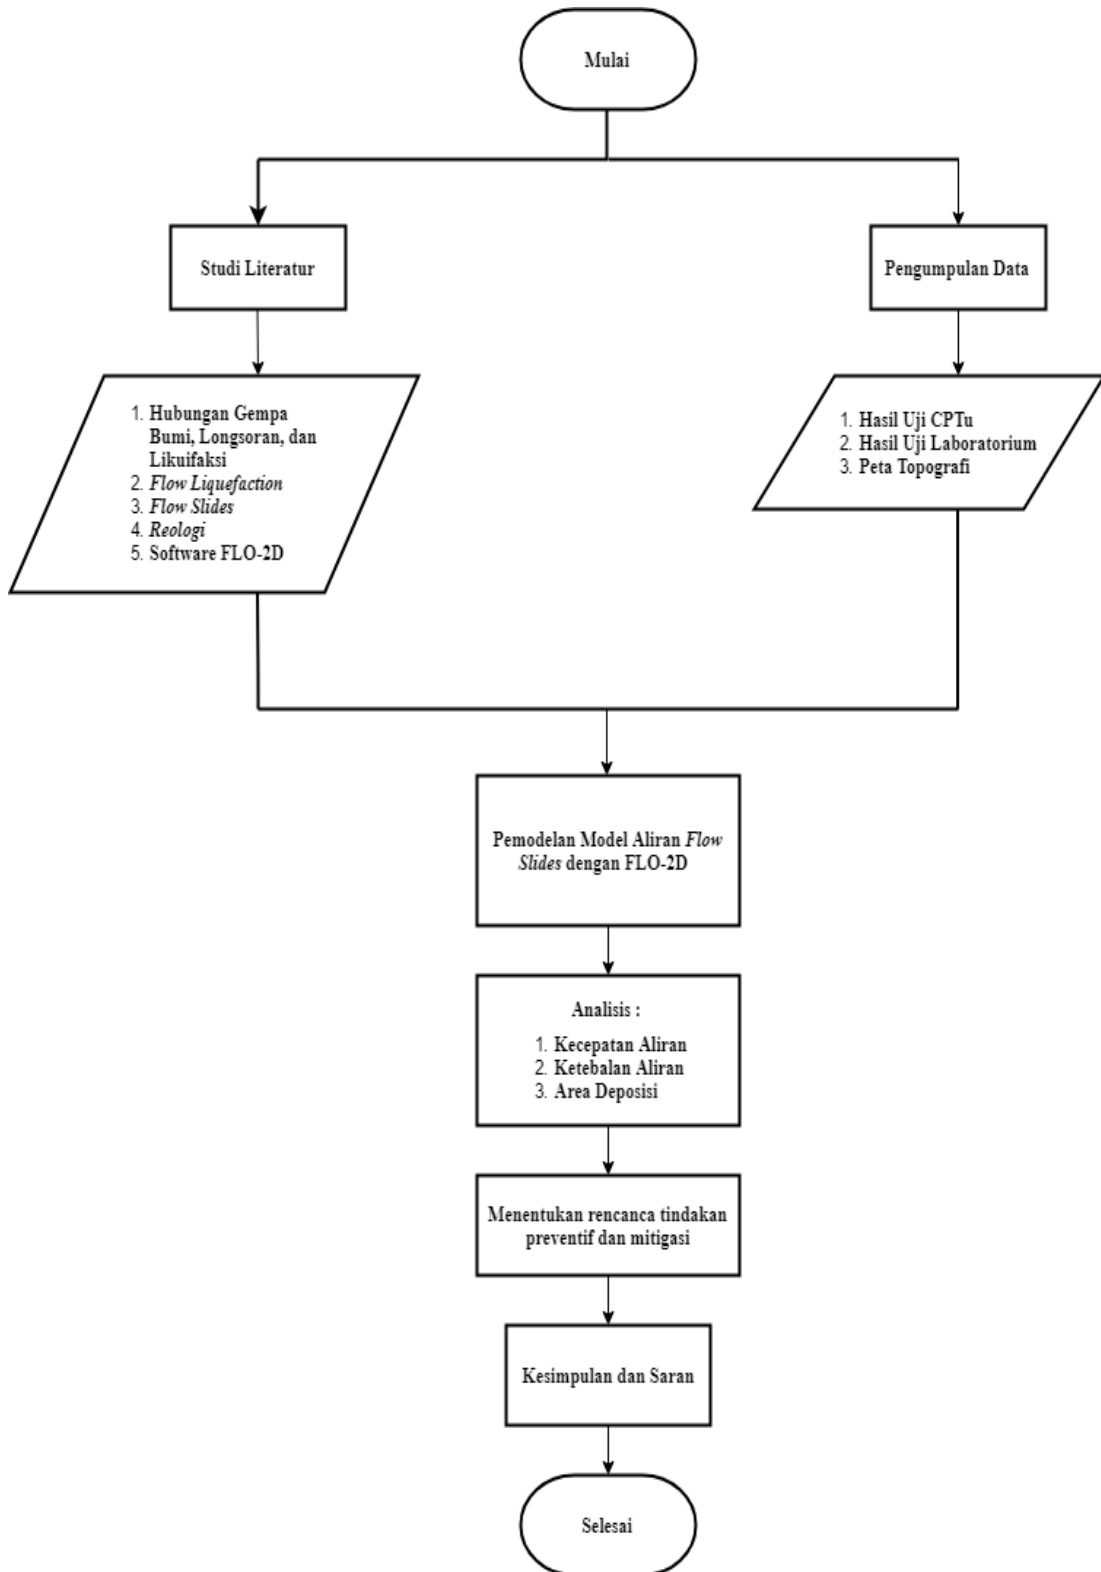 Mulai
Studi Literatur
Pengumpulan Data
1. Hubungan Gempa
Bumi, Longsoran, dan
Likuifaksi
2. Flow Liquefaction
3. Flow Slides
4. Reologi
5. Software FLO-2D
1. Hasil Uji CPTu
2. Hasil Uji Laboratorium
3. Peta Topografi
Pemodelan Model Aliran Flow
Slides dengan FLO-2D
Analisis :
1. Kecepatan Aliran
2. Ketebalan Aliran
3. Area Deposisi
Menentukan rencanca tindakan
preventif dan mitigasi
Kesimpulan dan Saran
Selesai